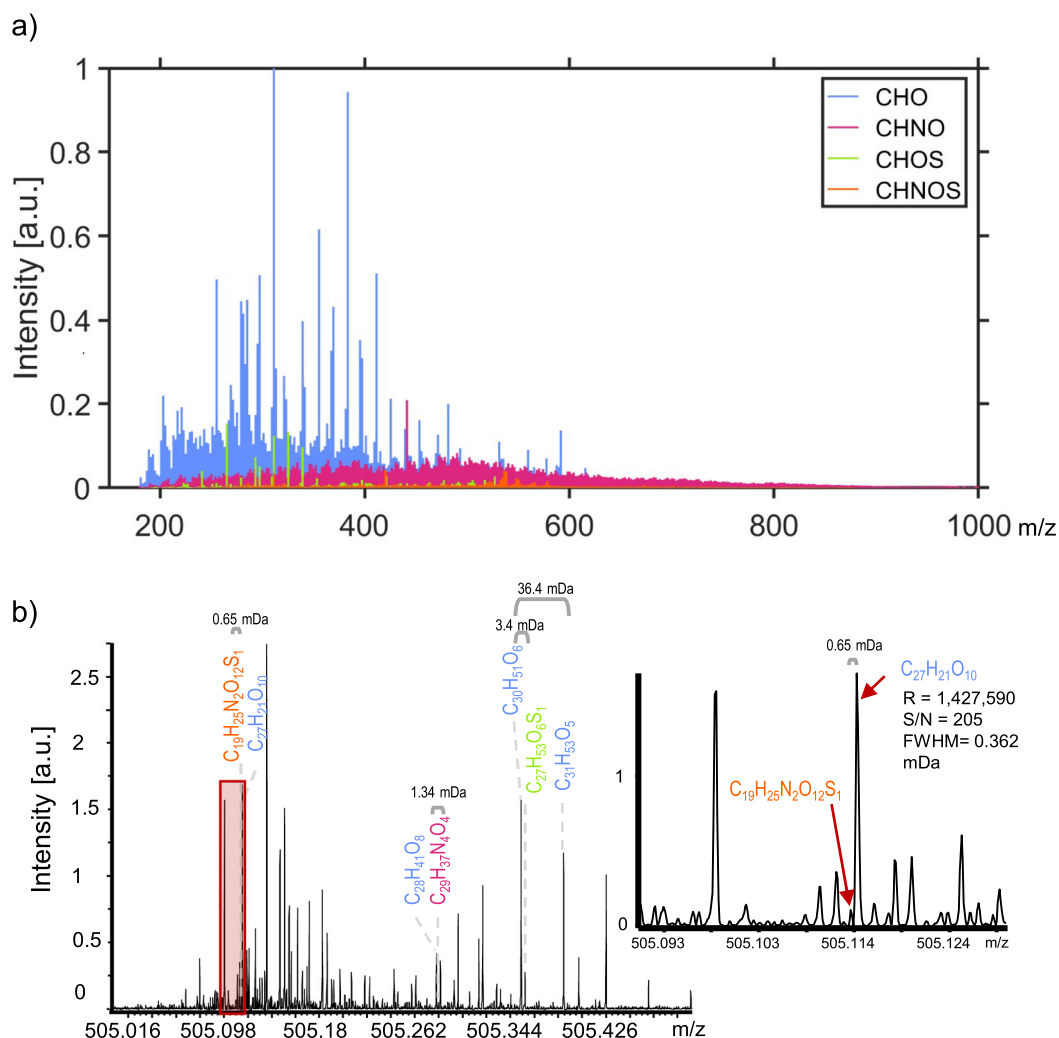 a)
Intensity [a.u.]
1
0.8
0.6
0.4
0.2
0
200
400
600
800
1000 m/z
CHO
CHNO
CHOS
CHNOS
b)
Intensity [a.u.]
2.5
2
1.5
1
0.5
0
505.016
505.098
505.18
505.262
505.344
505.426
m/z
0.65 mDa
C₁₉H₂₅N₂O₁₂S₁
C₂₇H₂₁O₁₀
1.34 mDa
C₂₈H₄₁O₈
C₂₉H₃₇N₄O₄
36.4 mDa
3.4 mDa
C₃₀H₅₁O₆
C₂₇H₅₃O₆S₁
C₃₁H₅₃O₅
0.65 mDa
C₂₇H₂₁O₁₀
R = 1,427,590
S/N = 205
FWHM= 0.362
mDa
C₁₉H₂₅N₂O₁₂S₁
1
0
505.093
505.103
505.114
505.124
m/z